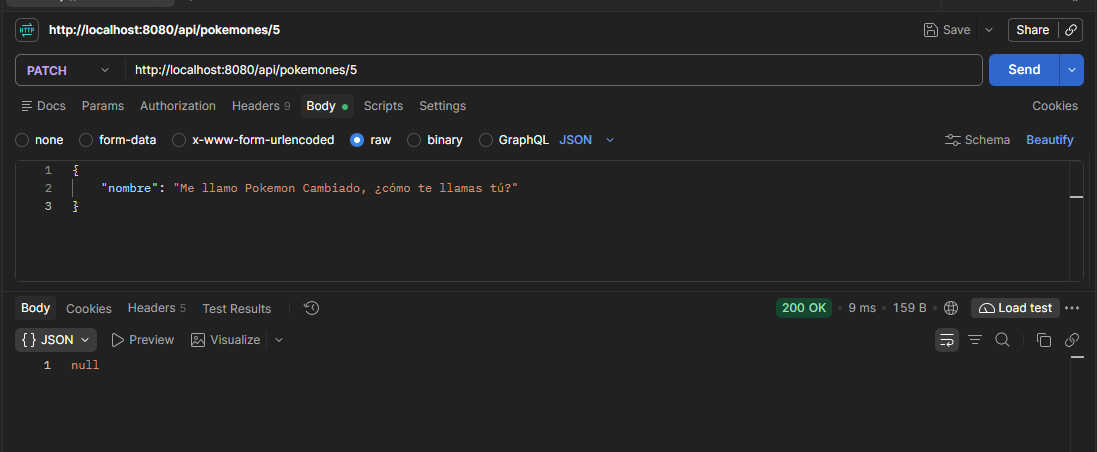 HTTP http://localhost:8080/api/pokemones/5 Save Share
PATCH http://localhost:8080/api/pokemones/5 Send
Docs Params Authorization Headers 9 Body Scripts Settings Cookies
none form-data x-www-form-urlencoded raw binary GraphQL JSON Schema Beautify
1 {
2 "nombre": "Me llamo Pokemon Cambiado, ¿cómo te llamas tú?"
3 }
Body Cookies Headers 5 Test Results 200 OK • 9 ms • 159 B • Load test
{} JSON Preview Visualize
1 null